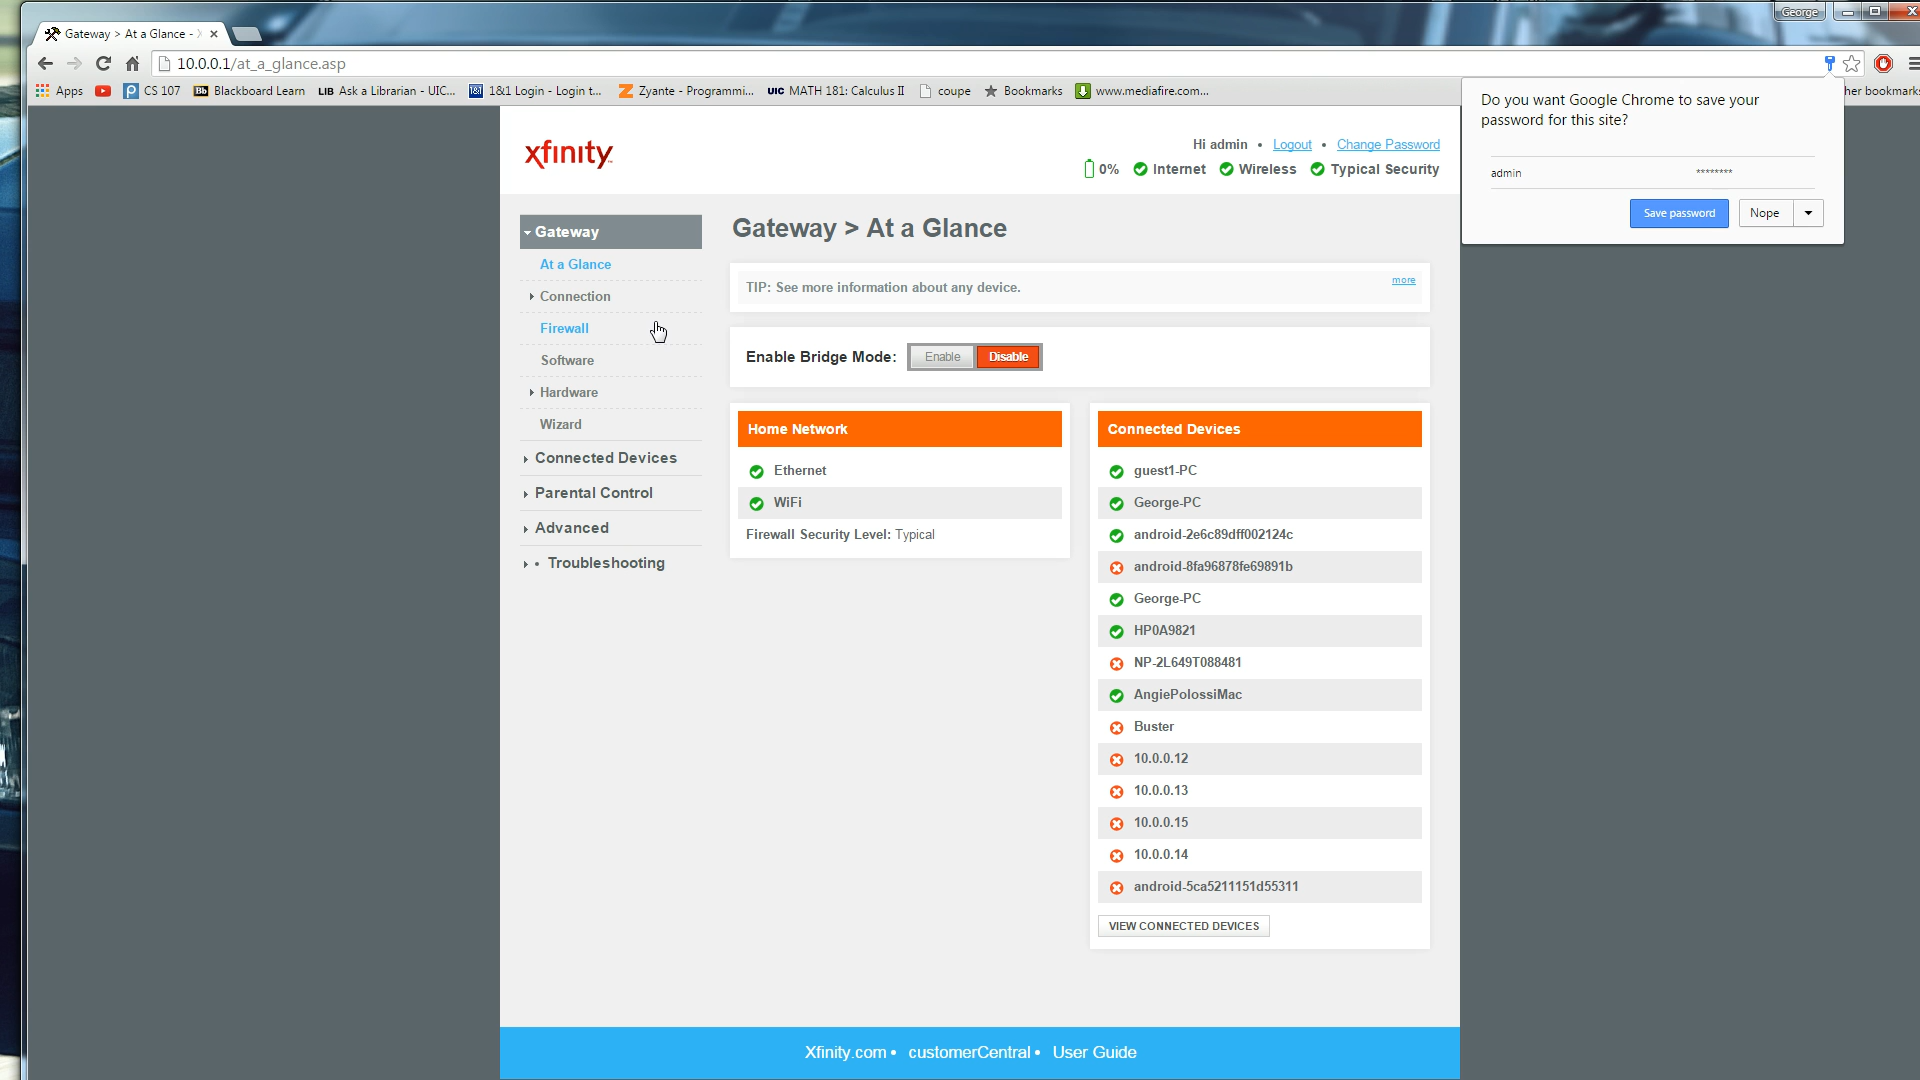 George
Gateway > At a Glance -
10.0.0.1/at_a_glance.asp
Apps
CS 107
Bb Blackboard Learn
LIB Ask a Librarian - UIC...
1&1 1&1 Login - Login t...
Zyante - Programmi...
UIC MATH 181: Calculus II
coupe
Bookmarks
www.mediafire.com...
her bookmarks
Do you want Google Chrome to save your
password for this site?
admin ********
Save password
Nope
xfinity
Hi admin • Logout • Change Password
0% Internet Wireless Typical Security
Gateway
At a Glance
Connection
Firewall
Software
Hardware
Wizard
Connected Devices
Parental Control
Advanced
• Troubleshooting
Gateway > At a Glance
TIP: See more information about any device.
more
Enable Bridge Mode: Enable Disable
Home Network
Ethernet
WiFi
Firewall Security Level: Typical
Connected Devices
guest1-PC
George-PC
android-2e6c89dff002124c
android-8fa96878fe69891b
George-PC
HP0A9821
NP-2L649T088481
AngiePolossiMac
Buster
10.0.0.12
10.0.0.13
10.0.0.15
10.0.0.14
android-5ca5211151d55311
VIEW CONNECTED DEVICES
Xfinity.com • customerCentral • User Guide